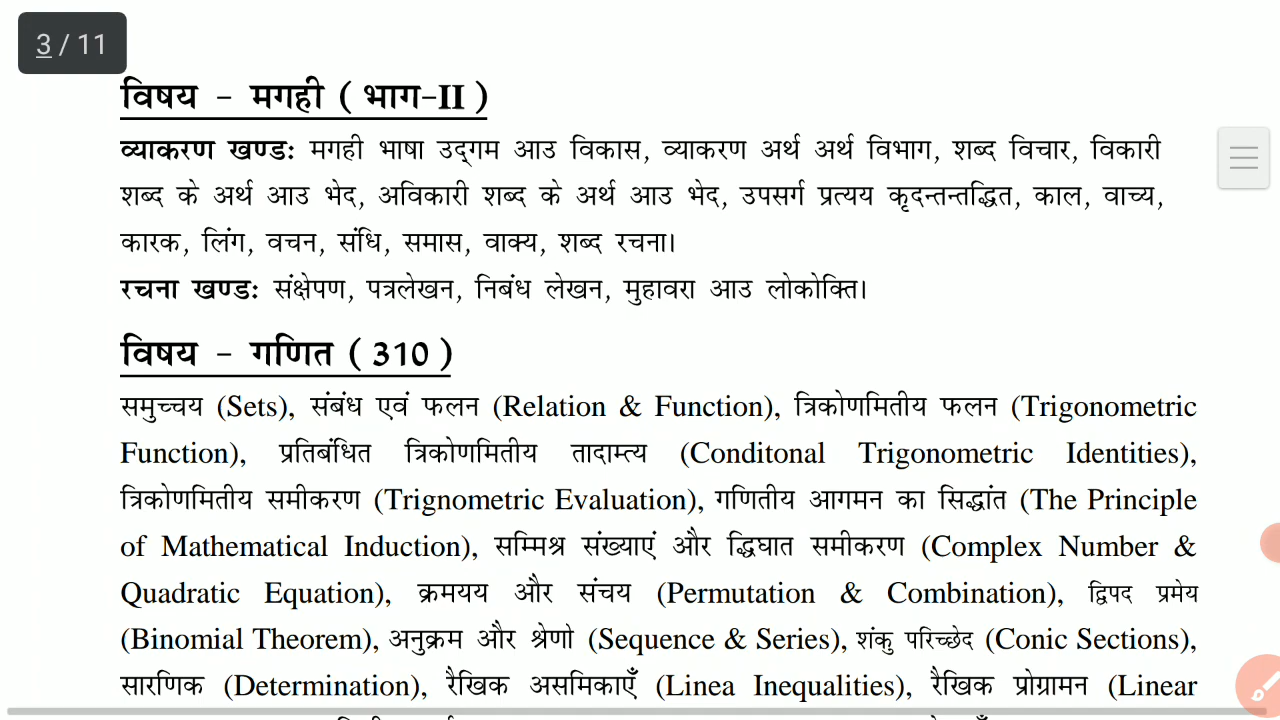 3 / 11
विषय - मगही ( भाग-II )
व्याकरण खण्डः मगही भाषा उद्गम आउ विकास, व्याकरण अर्थ अर्थ विभाग, शब्द विचार, विकारी
शब्द के अर्थ आउ भेद, अविकारी शब्द के अर्थ आउ भेद, उपसर्ग प्रत्यय कृदन्तन्तद्धित, काल, वाच्य,
कारक, लिंग, वचन, संधि, समास, वाक्य, शब्द रचना।
रचना खण्डः संक्षेपण, पत्रलेखन, निबंध लेखन, मुहावरा आउ लोकोक्ति।
विषय - गणित ( 310 )
समुच्चय (Sets), संबंध एवं फलन (Relation & Function), त्रिकोणमितीय फलन (Trigonometric
Function), प्रतिबंधित त्रिकोणमितीय तादाम्त्य (Conditonal Trigonometric Identities),
त्रिकोणमितीय समीकरण (Trignometric Evaluation), गणितीय आगमन का सिद्धांत (The Principle
of Mathematical Induction), सम्मिश्र संख्याएं और द्धिघात समीकरण (Complex Number &
Quadratic Equation), क्रमयय और संचय (Permutation & Combination), द्विपद प्रमेय
(Binomial Theorem), अनुक्रम और श्रेणो (Sequence & Series), शंकु परिच्छेद (Conic Sections),
सारणिक (Determination), रैखिक असमिकाएँ (Linea Inequalities), रैखिक प्रोग्रामन (Linear